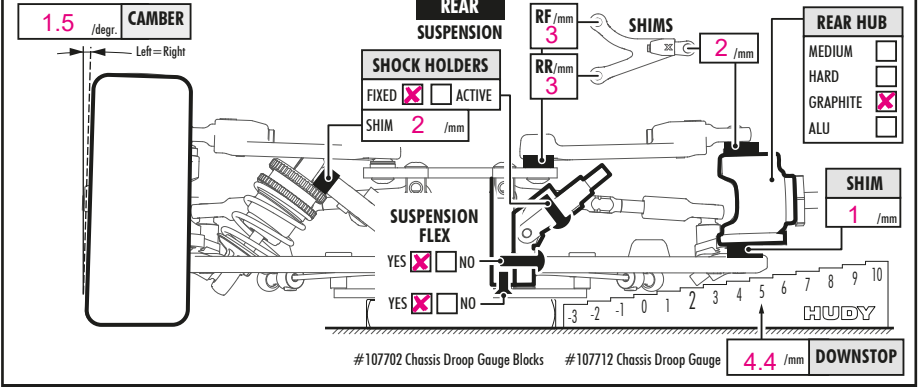 1.5 /degr. CAMBER
Left=Right
REAR
SUSPENSION
RF/mm
3
RR/mm
3
SHIMS
2 /mm
SHOCK HOLDERS
FIXED ACTIVE
SHIM 2 /mm
REAR HUB
MEDIUM
HARD
GRAPHITE
ALU
SHIM
1 /mm
SUSPENSION
FLEX
YES NO
YES NO
-3 -2 -1 0 1 2 3 4 5 6 7 8 9 10
HUDY
#107702 Chassis Droop Gauge Blocks #107712 Chassis Droop Gauge
4.4 /mm DOWNSTOP